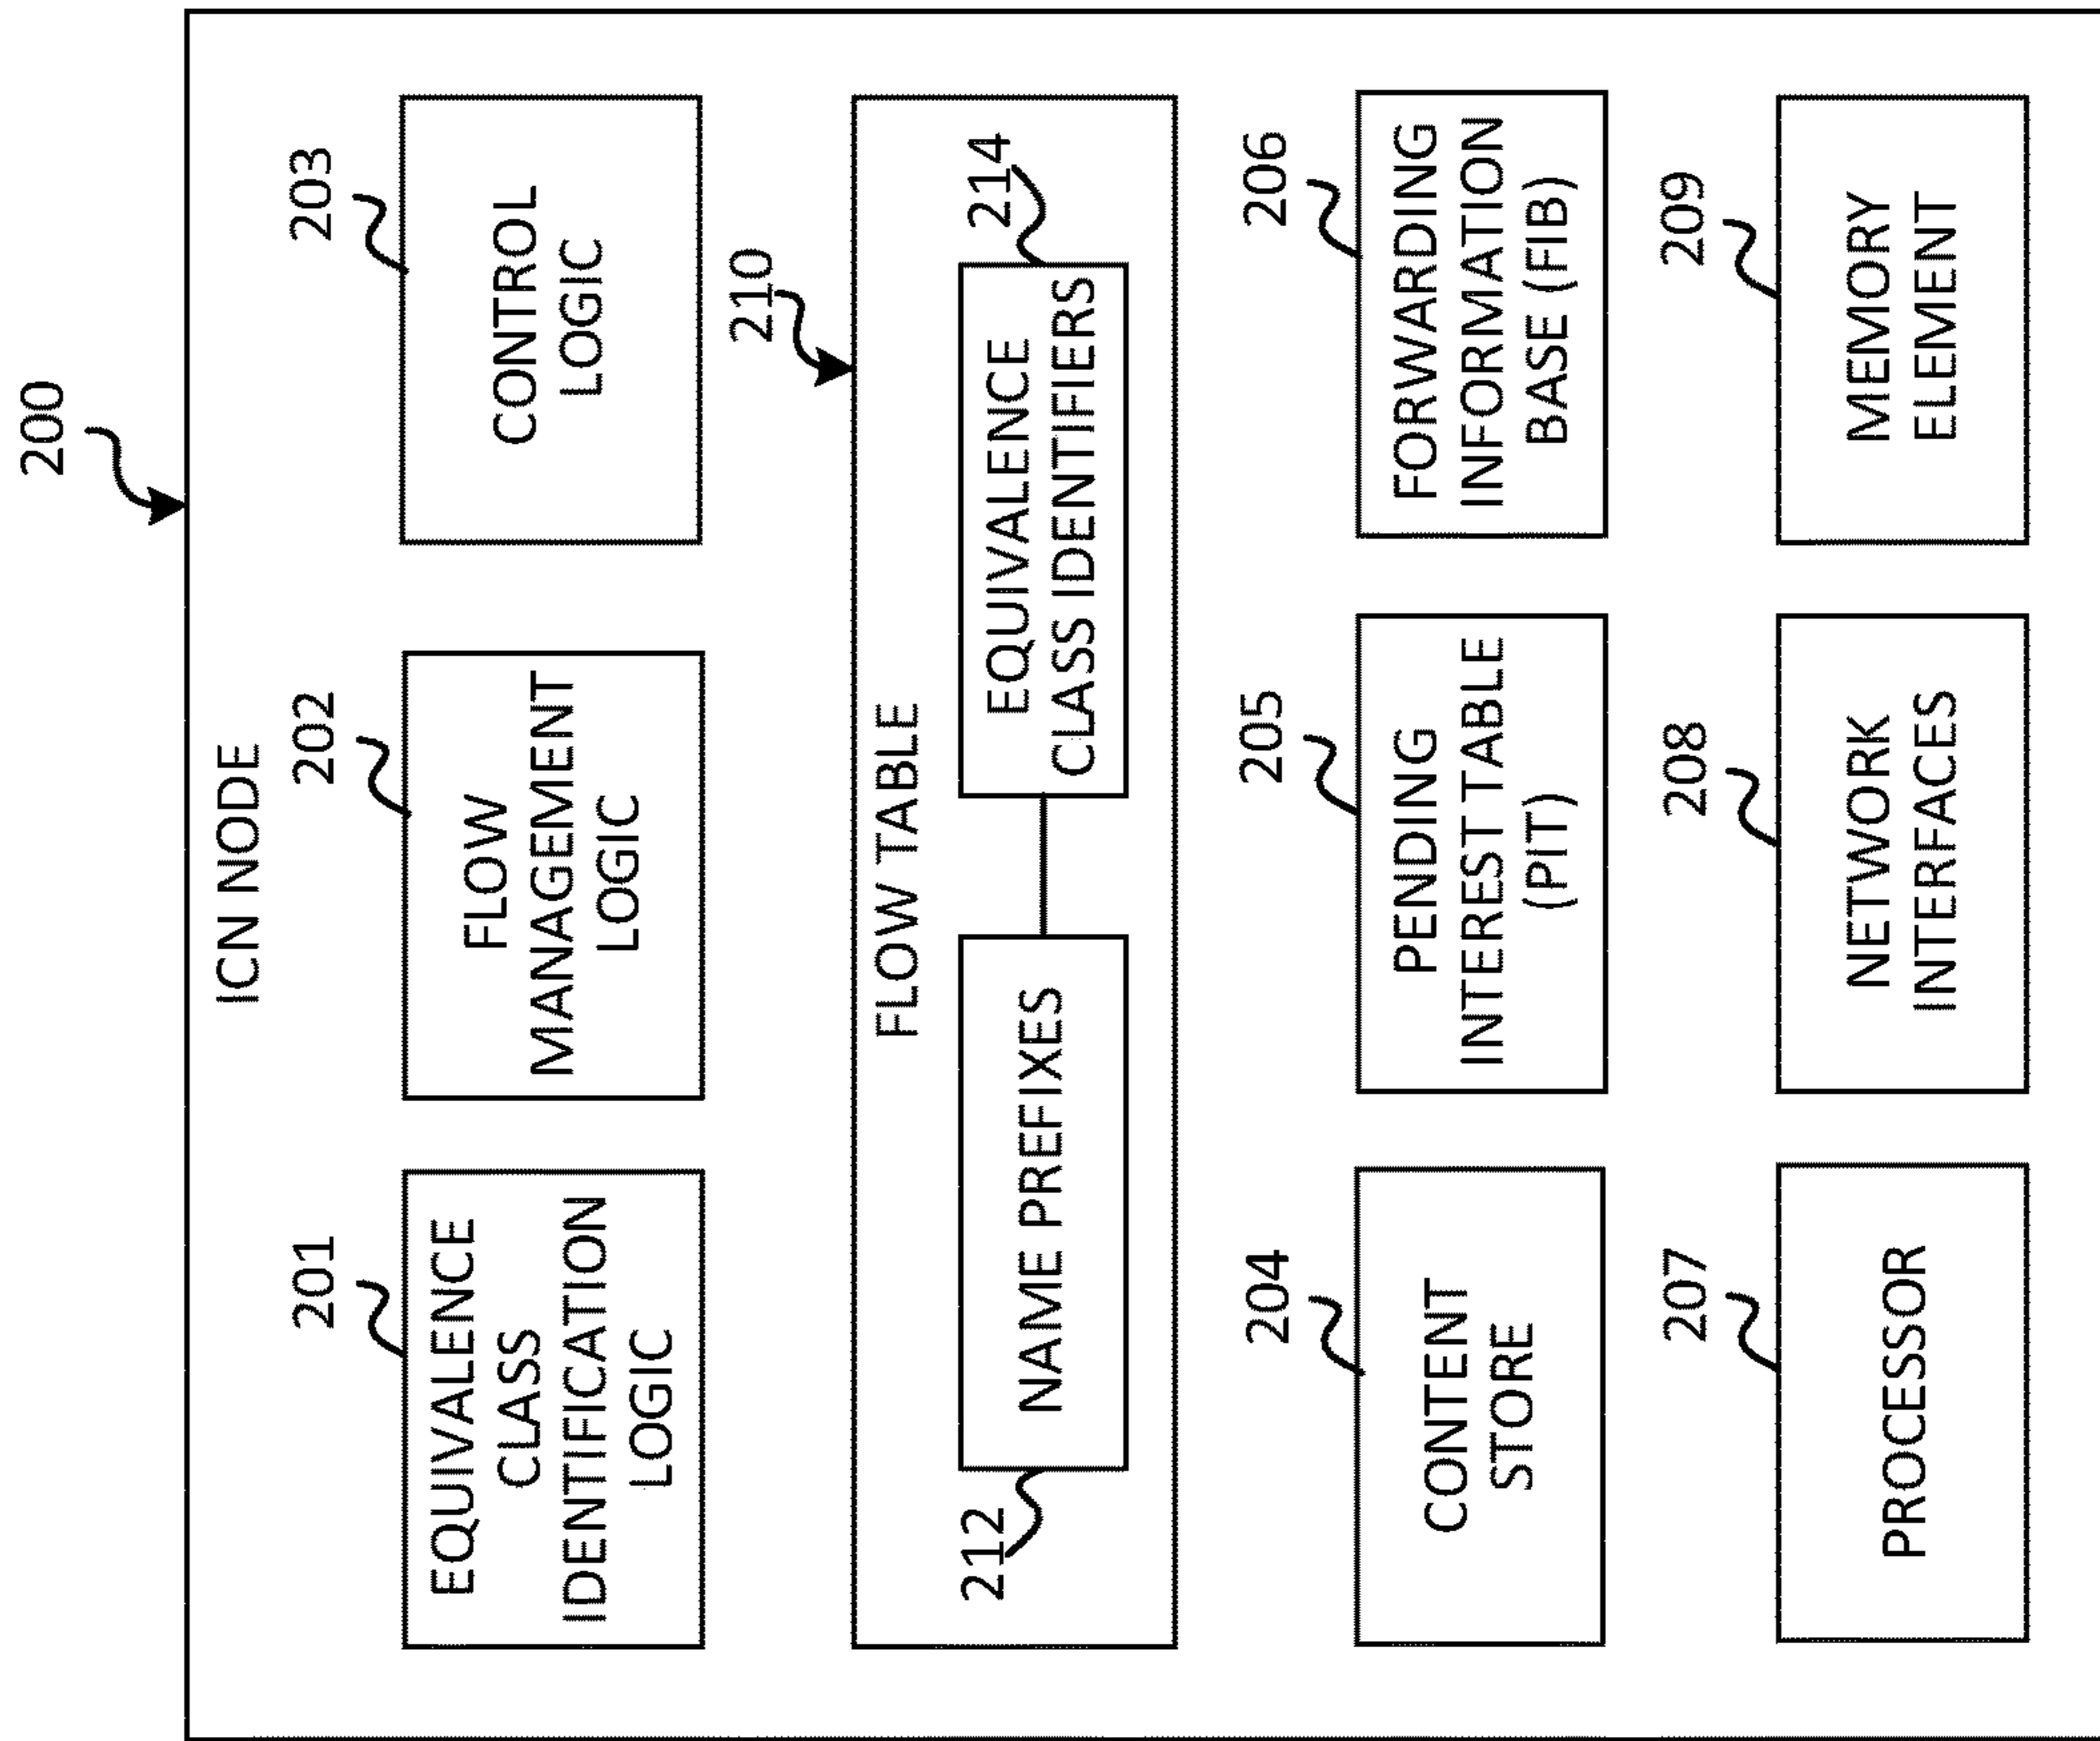 200
ICN NODE
201
202
203
EQUIVALENCE
CLASS
IDENTIFICATION
LOGIC
FLOW
MANAGEMENT
LOGIC
CONTROL
LOGIC
210
FLOW TABLE
212
NAME PREFIXES
EQUIVALENCE
CLASS IDENTIFIERS
214
204
205
206
CONTENT
STORE
PENDING
INTEREST TABLE
(PIT)
FORWARDING
INFORMATION
BASE (FIB)
207
208
209
PROCESSOR
NETWORK
INTERFACES
MEMORY
ELEMENT